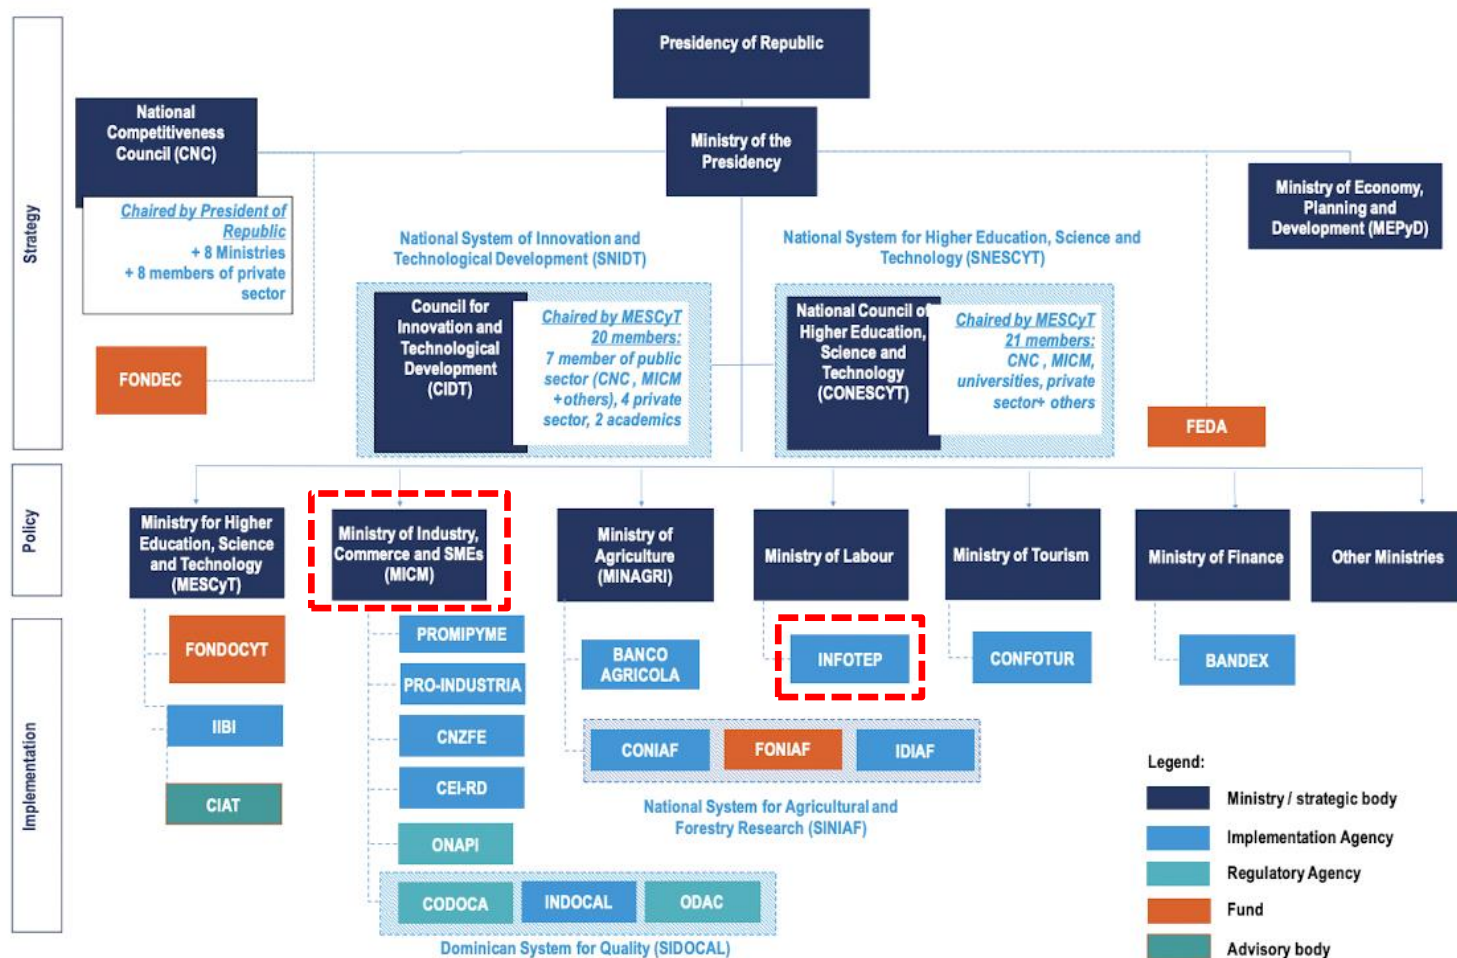 Presidency of Republic
Strategy
National
Competitiveness
Council (CNC)
Ministry of the
Presidency
Chaired by President of
Republic
+ 8 Ministries
+ 8 members of private
sector
Ministry of Economy,
Planning and
Development (MEPyD)
National System of Innovation and
Technological Development (SNIDT)
National System for Higher Education, Science and
Technology (SNESCYT)
Council for
Innovation and
Technological
Development
(CIDT)
Chaired by MESCyT
20 members:
7 member of public
sector (CNC , MICM
+others), 4 private
sector, 2 academics
National Council of
Higher Education,
Science and
Technology
(CONESCYT)
Chaired by MESCyT
21 members:
CNC , MICM,
universities, private
sector+ others
FONDEC
FEDA
Policy
Ministry for Higher
Education, Science
and Technology
(MESCyT)
Ministry of Industry,
Commerce and SMEs
(MICM)
Ministry of
Agriculture
(MINAGRI)
Ministry of Labour
Ministry of Tourism
Ministry of Finance
Other Ministries
Implementation
FONDOCYT
IIBI
CIAT
PROMIPYME
PRO-INDUSTRIA
CNZFE
CEI-RD
ONAPI
CODOCA
INDOCAL
ODAC
Dominican System for Quality (SIDOCAL)
BANCO
AGRICOLA
CONIAF
FONIAF
IDIAF
National System for Agricultural and
Forestry Research (SINIAF)
INFOTEP
CONFOTUR
BANDEX
Legend:
Ministry / strategic body
Implementation Agency
Regulatory Agency
Fund
Advisory body